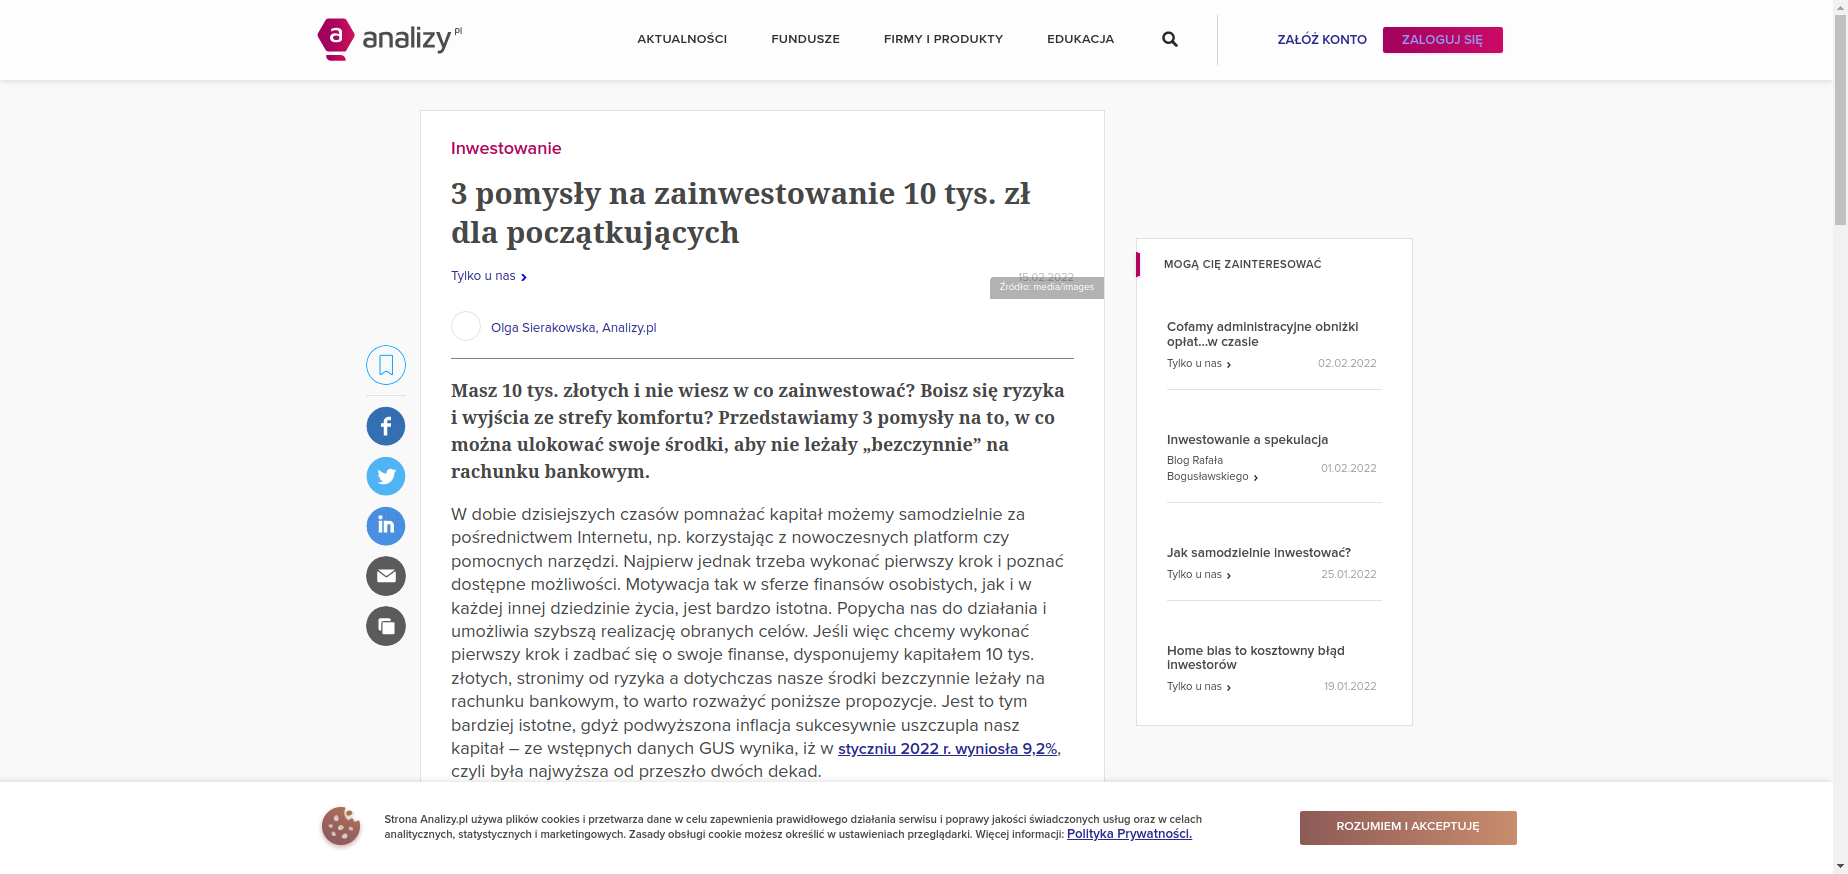 a analizy pl
AKTUALNOŚCI FUNDUSZE FIRMY I PRODUKTY EDUKACJA ZAŁÓŻ KONTO ZALOGUJ SIĘ
Inwestowanie
3 pomysły na zainwestowanie 10 tys. zł
dla początkujących
Tylko u nas
15.02.2022
Źródło: media/images
Olga Sierakowska, Analizy.pl
Masz 10 tys. złotych i nie wiesz w co zainwestować? Boisz się ryzyka
i wyjścia ze strefy komfortu? Przedstawiamy 3 pomysły na to, w co
można ulokować swoje środki, aby nie leżały „bezczynnie” na
rachunku bankowym.
W dobie dzisiejszych czasów pomnażać kapitał możemy samodzielnie za
pośrednictwem Internetu, np. korzystając z nowoczesnych platform czy
pomocnych narzędzi. Najpierw jednak trzeba wykonać pierwszy krok i poznać
dostępne możliwości. Motywacja tak w sferze finansów osobistych, jak i w
każdej innej dziedzinie życia, jest bardzo istotna. Popycha nas do działania i
umożliwia szybszą realizację obranych celów. Jeśli więc chcemy wykonać
pierwszy krok i zadbać się o swoje finanse, dysponujemy kapitałem 10 tys.
złotych, stronimy od ryzyka a dotychczas nasze środki bezczynnie leżały na
rachunku bankowym, to warto rozważyć poniższe propozycje. Jest to tym
bardziej istotne, gdyż podwyższona inflacja sukcesywnie uszczupla nasz
kapitał – ze wstępnych danych GUS wynika, iż w styczniu 2022 r. wyniosła 9,2%,
czyli była najwyższa od przeszło dwóch dekad.
MOGĄ CIĘ ZAINTERESOWAĆ
Cofamy administracyjne obniżki
opłat...w czasie
Tylko u nas 02.02.2022
Inwestowanie a spekulacja
Blog Rafała
Bogusławskiego 01.02.2022
Jak samodzielnie inwestować?
Tylko u nas 25.01.2022
Home bias to kosztowny błąd
inwestorów
Tylko u nas 19.01.2022
Strona Analizy.pl używa plików cookies i przetwarza dane w celu zapewnienia prawidłowego działania serwisu i poprawy jakości świadczonych usług oraz w celach
analitycznych, statystycznych i marketingowych. Zasady obsługi cookie możesz określić w ustawieniach przeglądarki. Więcej informacji: Polityka Prywatności.
ROZUMIEM I AKCEPTUJĘ